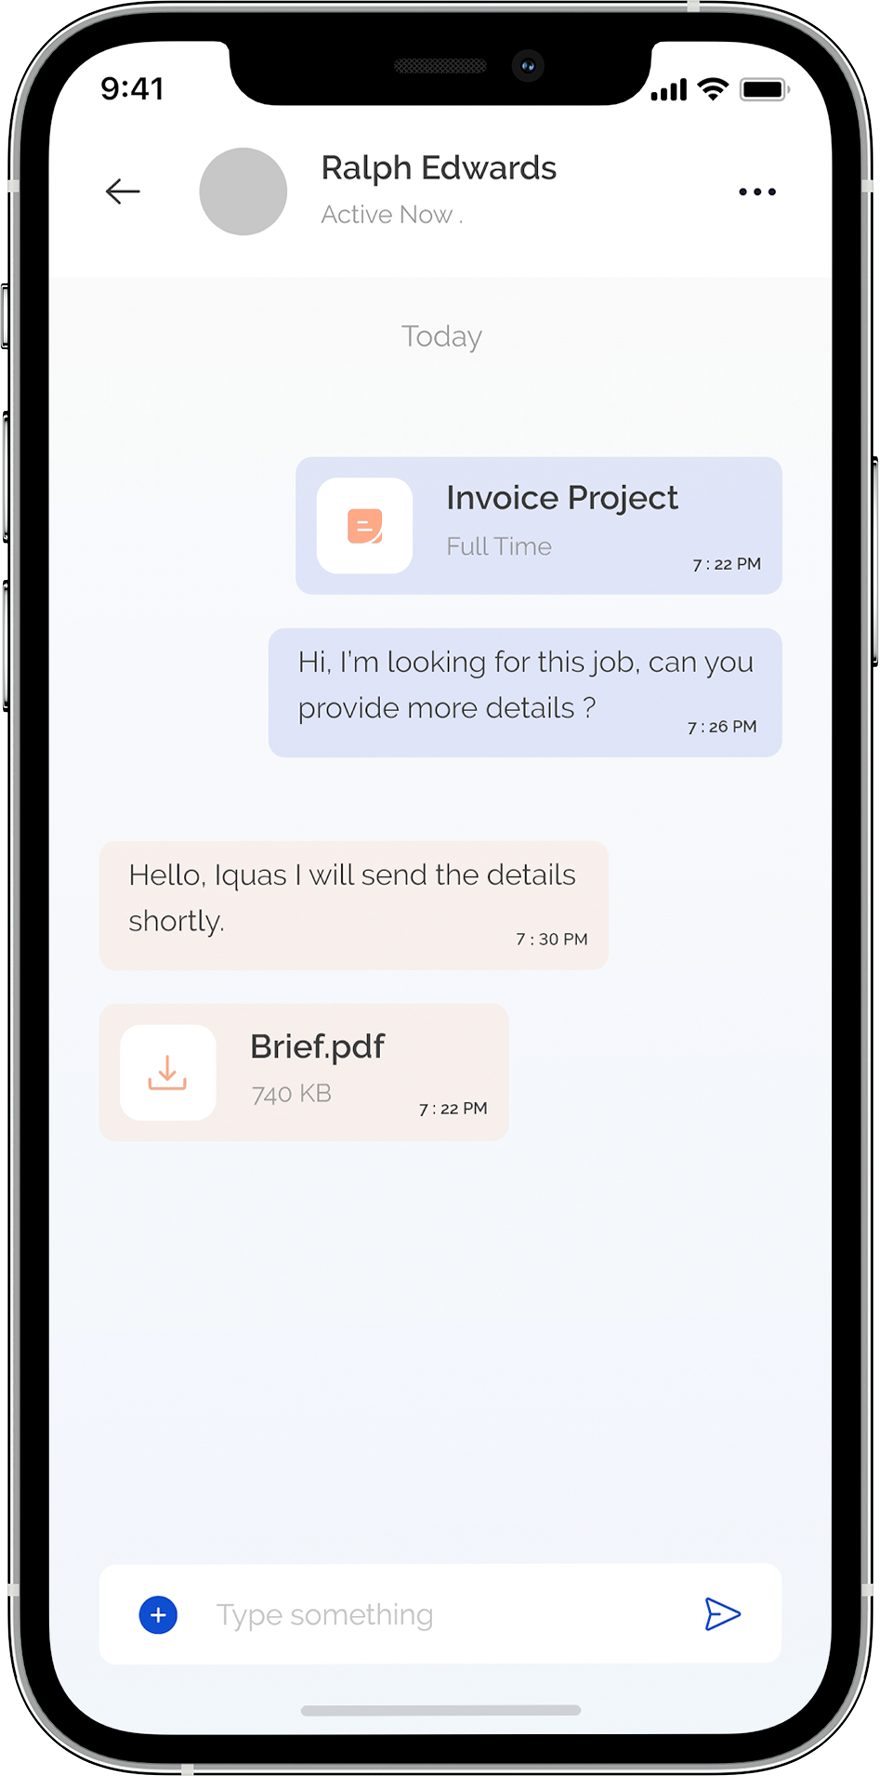 9:41
Ralph Edwards
Active Now .
Today
Invoice Project
Full Time
7 : 22 PM
Hi, I’m looking for this job, can you
provide more details ?
7 : 26 PM
Hello, Iquas I will send the details
shortly.
7 : 30 PM
Brief.pdf
740 KB
7 : 22 PM
Type something